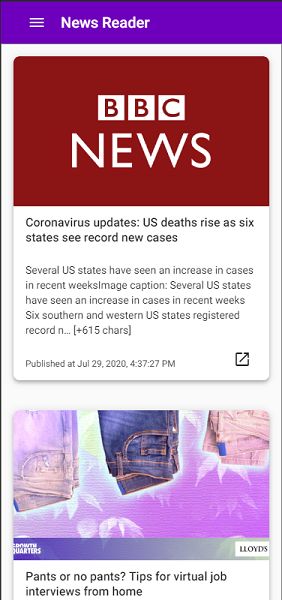 News Reader
BBC
NEWS
Coronavirus updates: US deaths rise as six
states see record new cases
Several US states have seen an increase in cases
in recent weeksImage caption: Several US states
have seen an increase in cases in recent weeks
Six southern and western US states registered
record n... [+615 chars]
Published at Jul 29, 2020, 4:37:27 PM
GROWTH
QUARTERS
LLOYD'S
Pants or no pants? Tips for virtual job
interviews from home